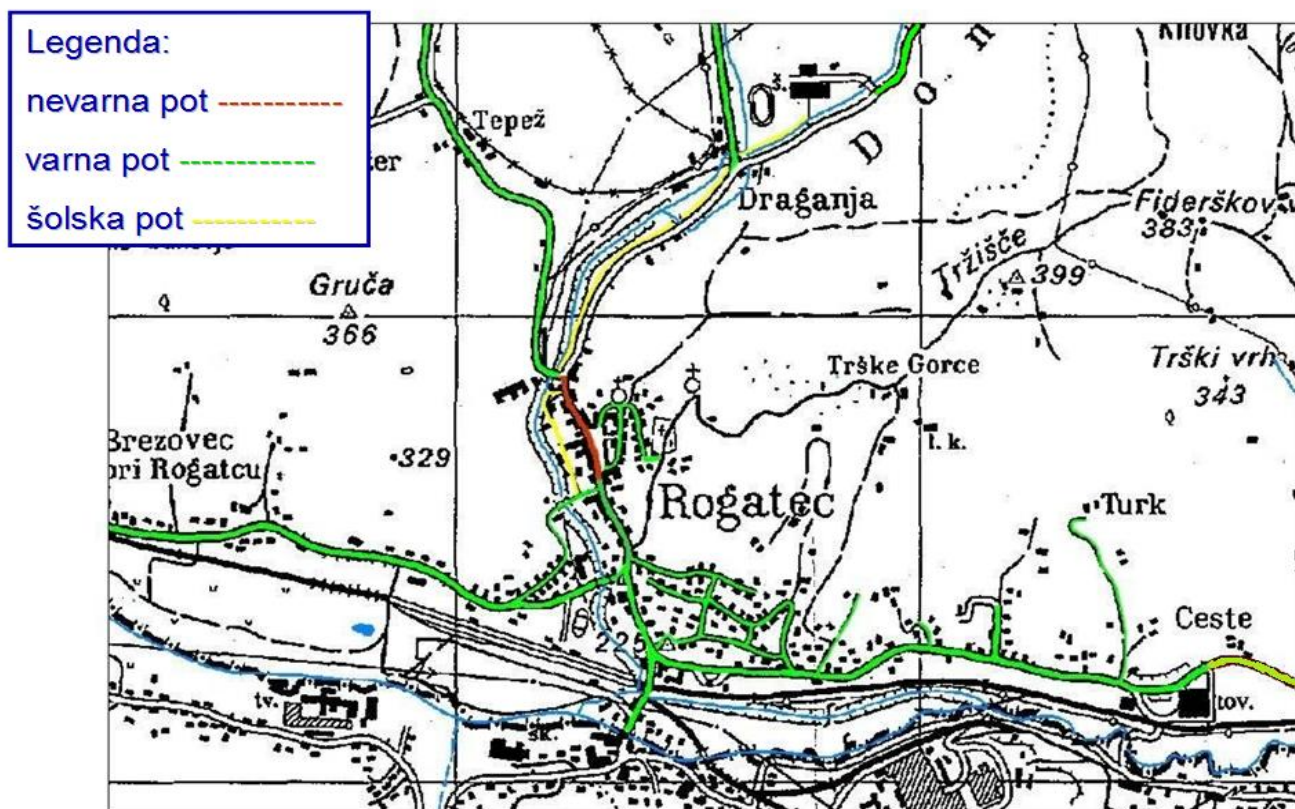 Legenda:
nevarna pot -----------
varna pot ------------
šolska pot -----------
Tepež
Š.
D o n
Draganja
Fiderškov v
383
Tržišče
399
Gruča
366
Trški vrh
343
Trške Gorce
Brezovec
pri Rogatcu
329
l. k.
Rogatec
Turk
Ceste
tv.
šk.
tov.